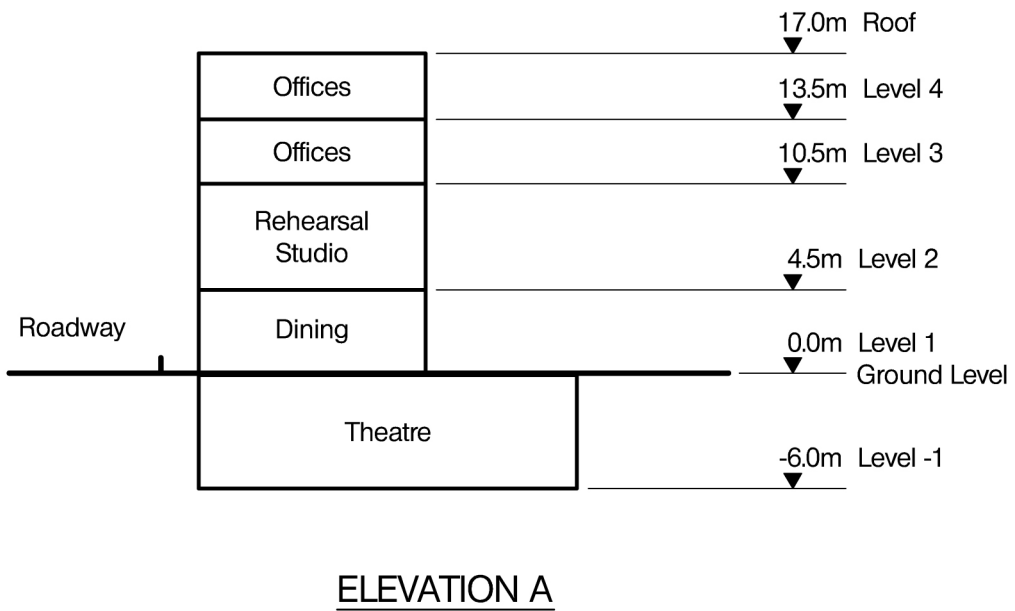 17.0m Roof
Offices
13.5m Level 4
Offices
10.5m Level 3
Rehearsal
Studio
4.5m Level 2
Roadway
Dining
0.0m Level 1
Ground Level
Theatre
-6.0m Level -1
ELEVATION A